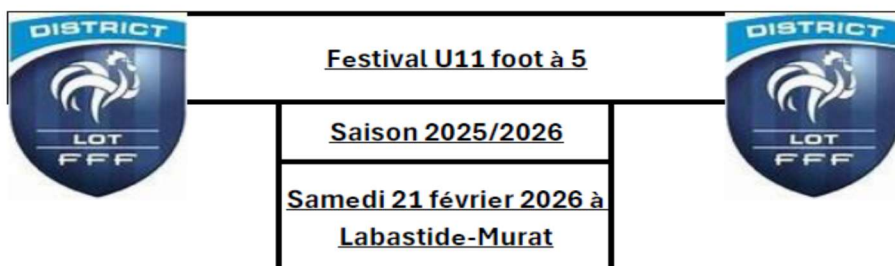 DISTRICT
LOT
FFF
Festival U11 foot à 5
Saison 2025/2026
Samedi 21 février 2026 à
Labastide-Murat
DISTRICT
LOT
FFF